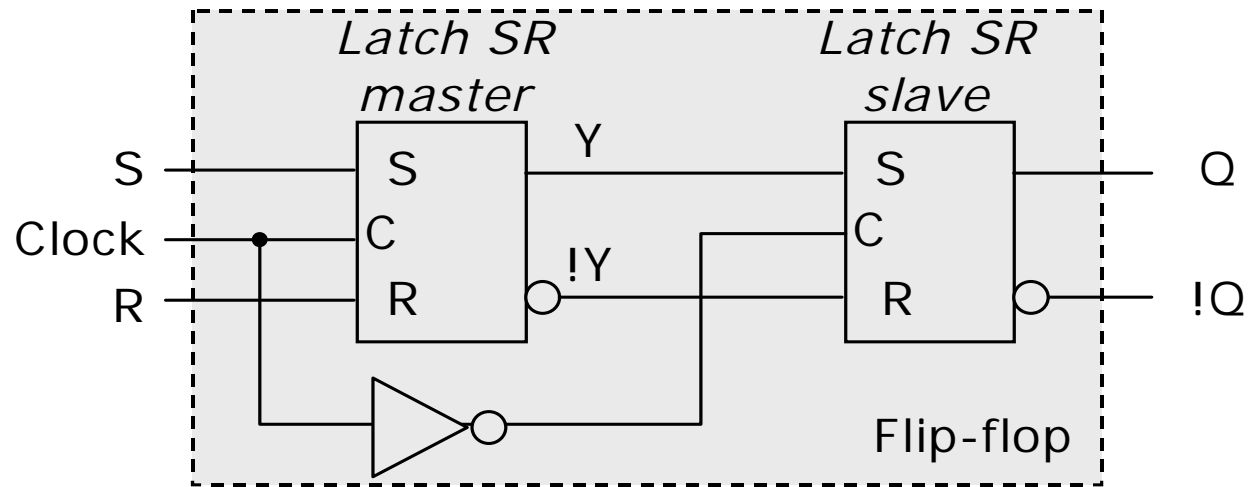 Latch SR
master
Latch SR
slave
S
Clock
R
S
C
R
Y
!Y
S
C
R
Q
!Q
Flip-flop